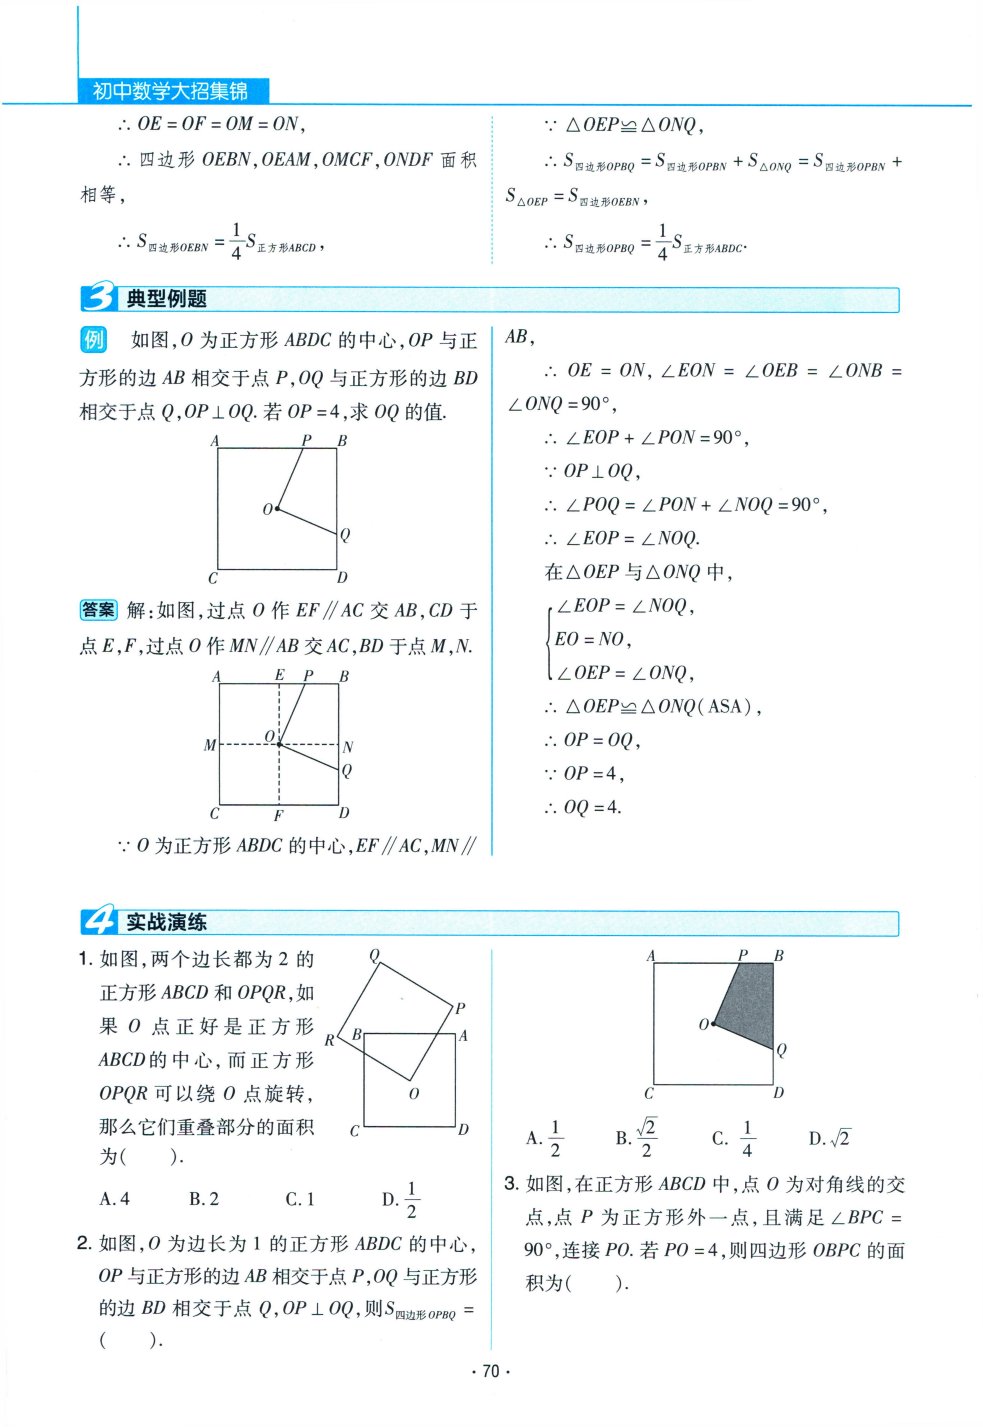 初中数学大招集锦
∴ OE = OF = OM = ON,
∴ 四边形 OEBN,OEAM,OMCF,ONDF 面积
相等,
∴ S四边形OEBN = 1/4 S正方形ABCD,
∵ △OEP≌△ONQ,
∴ S四边形OPBQ = S四边形OPBN + S△ONQ = S四边形OPBN +
S△OEP = S四边形OEBN,
∴ S四边形OPBQ = 1/4 S正方形ABDC.
3 典型例题
例 如图,O 为正方形 ABDC 的中心,OP 与正
方形的边 AB 相交于点 P,OQ 与正方形的边 BD
相交于点 Q,OP⊥OQ. 若 OP = 4,求 OQ 的值.
A P B
O
Q
C D
答案 解:如图,过点 O 作 EF∥AC 交 AB,CD 于
点 E,F,过点 O 作 MN∥AB 交 AC,BD 于点 M,N.
A E P B
M O N
Q
C F D
∵ O 为正方形 ABDC 的中心,EF∥AC,MN∥
AB,
∴ OE = ON, ∠EON = ∠OEB = ∠ONB =
∠ONQ = 90°,
∴ ∠EOP + ∠PON = 90°,
∵ OP⊥OQ,
∴ ∠POQ = ∠PON + ∠NOQ = 90°,
∴ ∠EOP = ∠NOQ.
在△OEP 与△ONQ 中,
∠EOP = ∠NOQ,
EO = NO,
∠OEP = ∠ONQ,
∴ △OEP≌△ONQ(ASA),
∴ OP = OQ,
∵ OP = 4,
∴ OQ = 4.
4 实战演练
1. 如图,两个边长都为 2 的
正方形 ABCD 和 OPQR,如
果 O 点正好是正方形
ABCD的中心,而正方形
OPQR 可以绕 O 点旋转,
那么它们重叠部分的面积
为( ).
Q
P
R B A
O
C D
A. 4 B. 2 C. 1 D. 1/2
2. 如图,O 为边长为 1 的正方形 ABDC 的中心,
OP 与正方形的边 AB 相交于点 P,OQ 与正方形
的边 BD 相交于点 Q,OP⊥OQ,则S四边形OPBQ =
( ).
A P B
O
Q
C D
A. 1/2 B. √2/2 C. 1/4 D. √2
3. 如图,在正方形 ABCD 中,点 O 为对角线的交
点,点 P 为正方形外一点,且满足∠BPC =
90°,连接 PO. 若 PO = 4,则四边形 OBPC 的面
积为( ).
· 70 ·